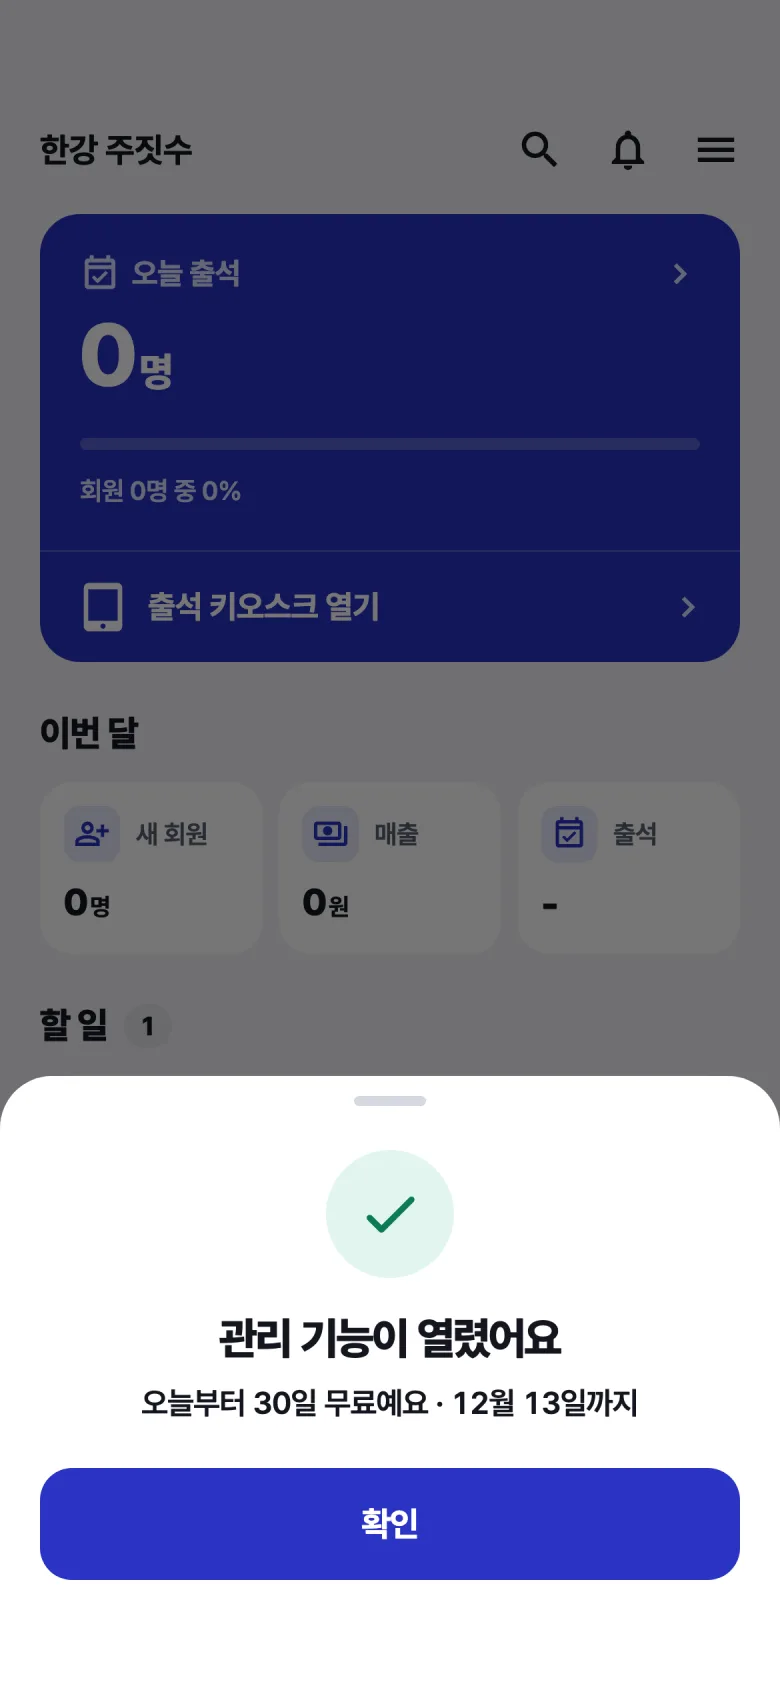 한강 주짓수
오늘 출석
0명
회원 0명 중 0%
출석 키오스크 열기
이번 달
새 회원
0명
매출
0원
출석
-
할 일 1
관리 기능이 열렸어요
오늘부터 30일 무료예요 · 12월 13일까지
확인